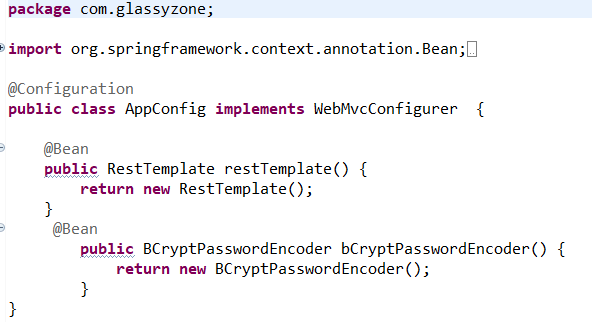 package com.glassyzone;
import org.springframework.context.annotation.Bean;
@Configuration
public class AppConfig implements WebMvcConfigurer  {
    @Bean
    public RestTemplate restTemplate() {
        return new RestTemplate();
    }
     @Bean
        public BCryptPasswordEncoder bCryptPasswordEncoder() {
            return new BCryptPasswordEncoder();
        }
}